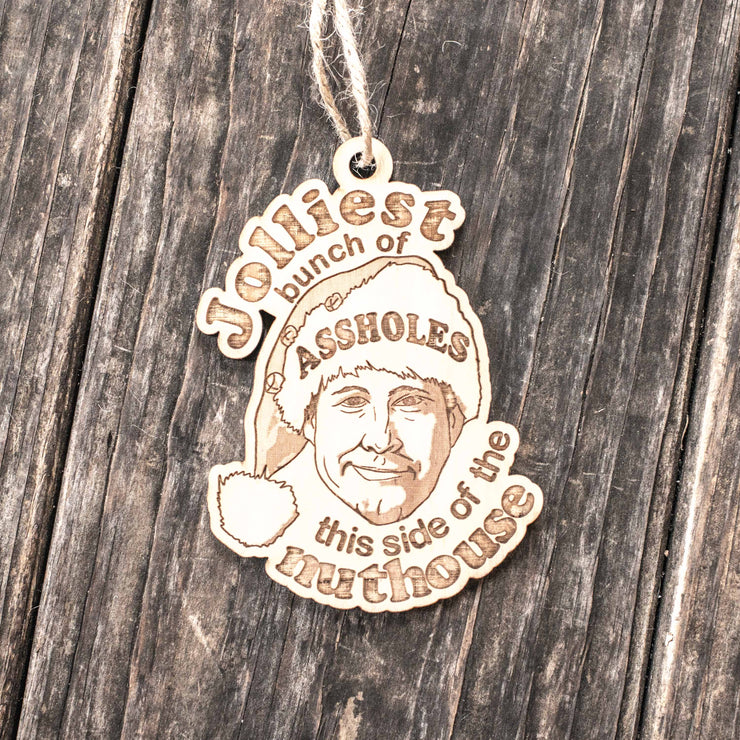 Jolliest
bunch of
ASSHOLES
this side of the
nuthouse